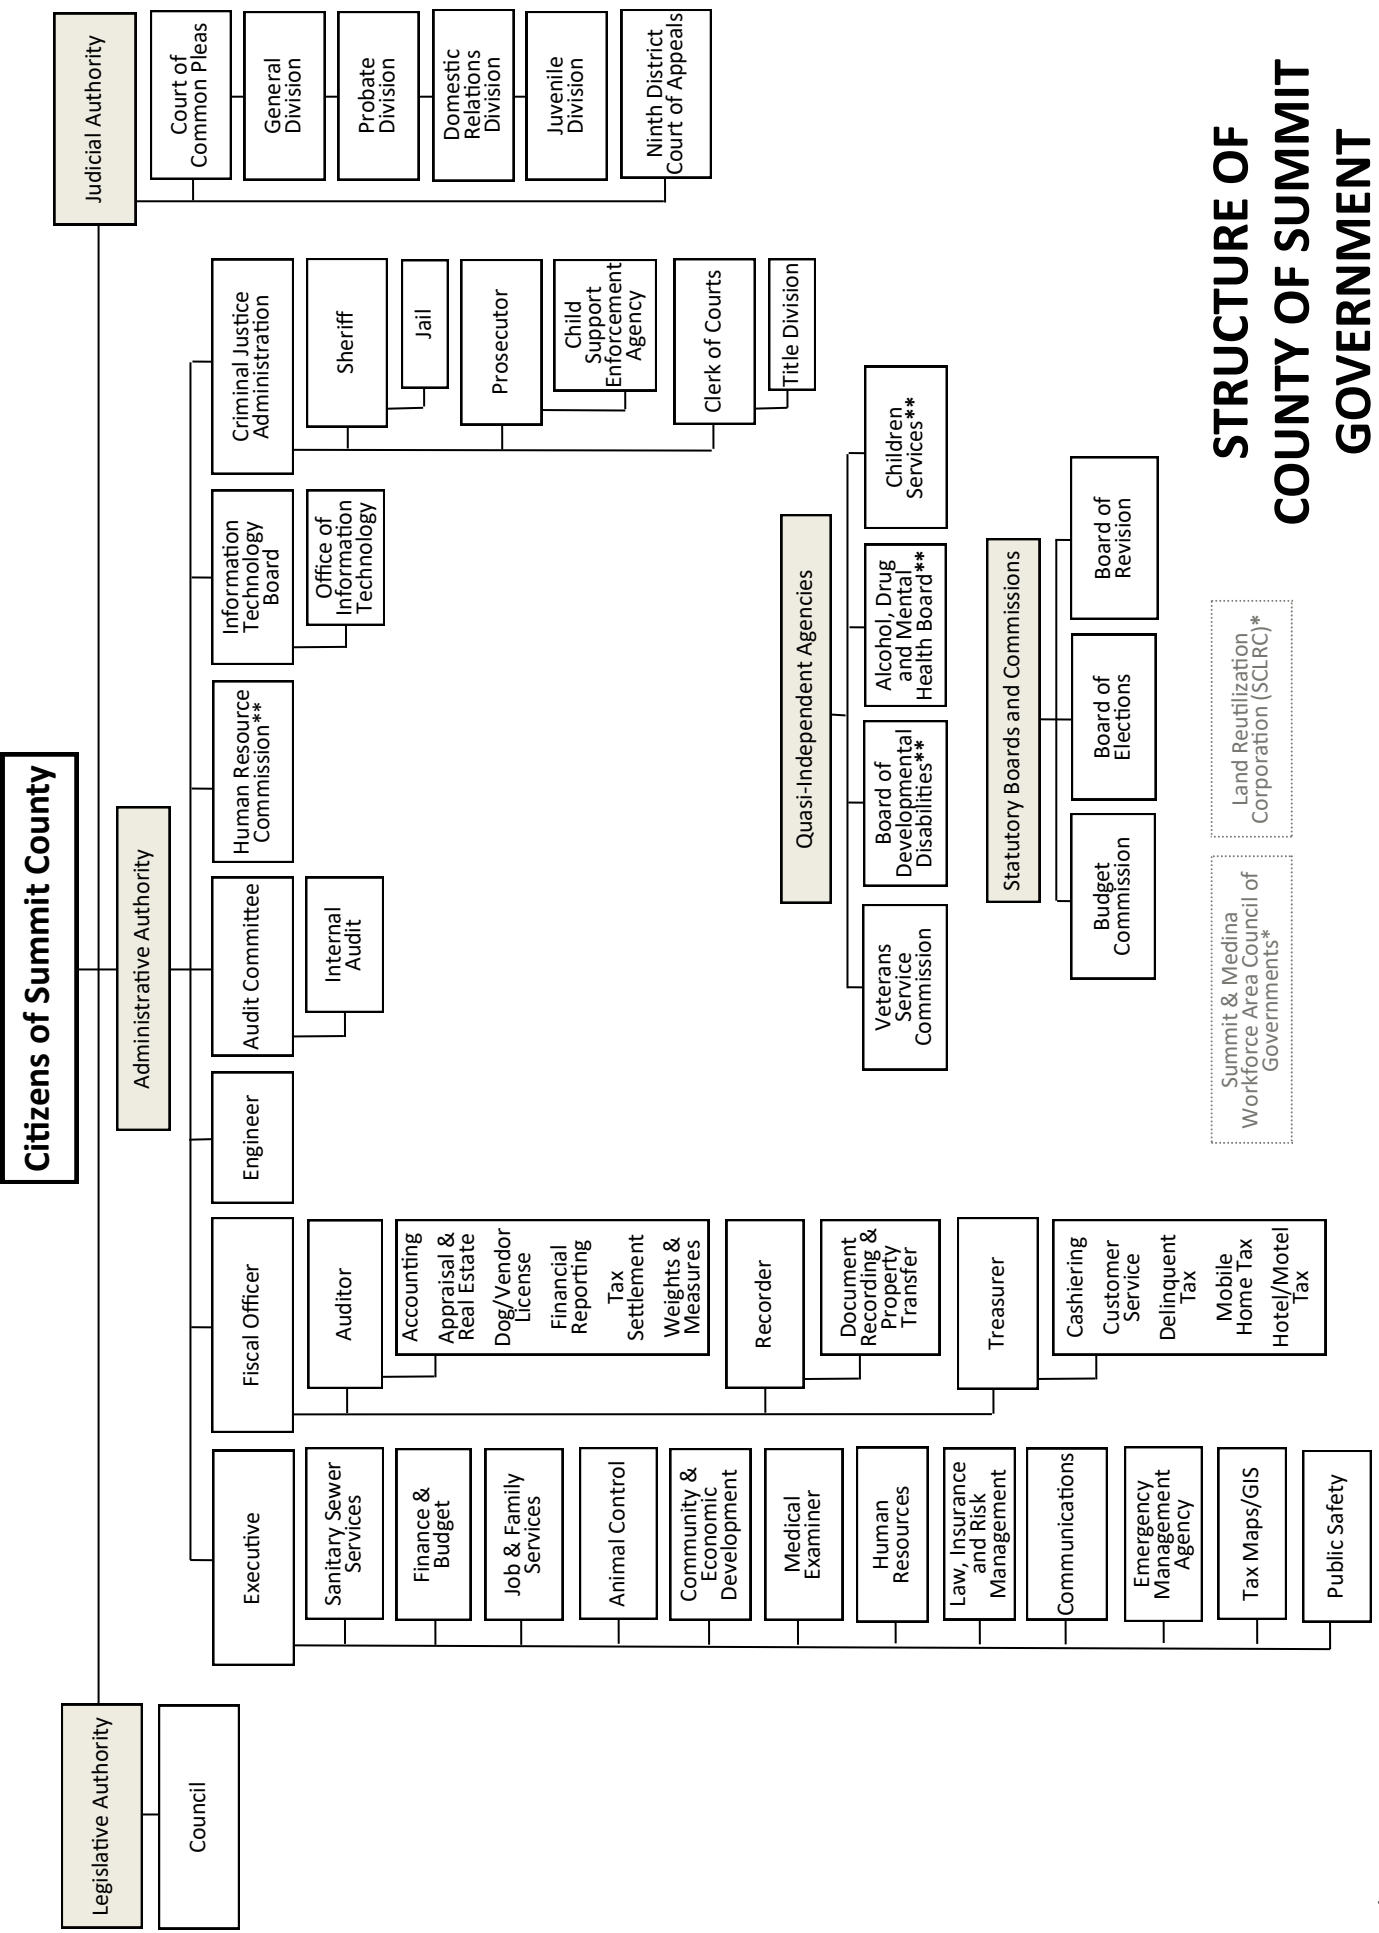 Citizens of Summit County
Legislative Authority
Council
Administrative Authority
Executive
Sanitary Sewer
Services
Finance &
Budget
Job & Family
Services
Animal Control
Community &
Economic
Development
Medical
Examiner
Human
Resources
Law, Insurance
and Risk
Management
Communications
Emergency
Management
Agency
Tax Maps/GIS
Public Safety
Fiscal Officer
Auditor
Accounting
Appraisal &
Real Estate
Dog/Vendor
License
Financial
Reporting
Tax
Settlement
Weights &
Measures
Recorder
Document
Recording &
Property
Transfer
Treasurer
Cashiering
Customer
Service
Delinquent
Tax
Mobile
Home Tax
Hotel/Motel
Tax
Engineer
Audit Committee
Internal
Audit
Human Resource
Commission**
Information
Technology
Board
Office of
Information
Technology
Criminal Justice
Administration
Sheriff
Jail
Prosecutor
Child
Support
Enforcement
Agency
Clerk of Courts
Title Division
Judicial Authority
Court of
Common Pleas
General
Division
Probate
Division
Domestic
Relations
Division
Juvenile
Division
Ninth District
Court of Appeals
Quasi-Independent Agencies
Veterans
Service
Commission
Board of
Developmental
Disabilities**
Alcohol, Drug
and Mental
Health Board**
Children
Services**
Statutory Boards and Commissions
Budget
Commission
Board of
Elections
Board of
Revision
Summit & Medina
Workforce Area Council of
Governments*
Land Reutilization
Corporation (SCLRC)*
STRUCTURE OF
COUNTY OF SUMMIT
GOVERNMENT